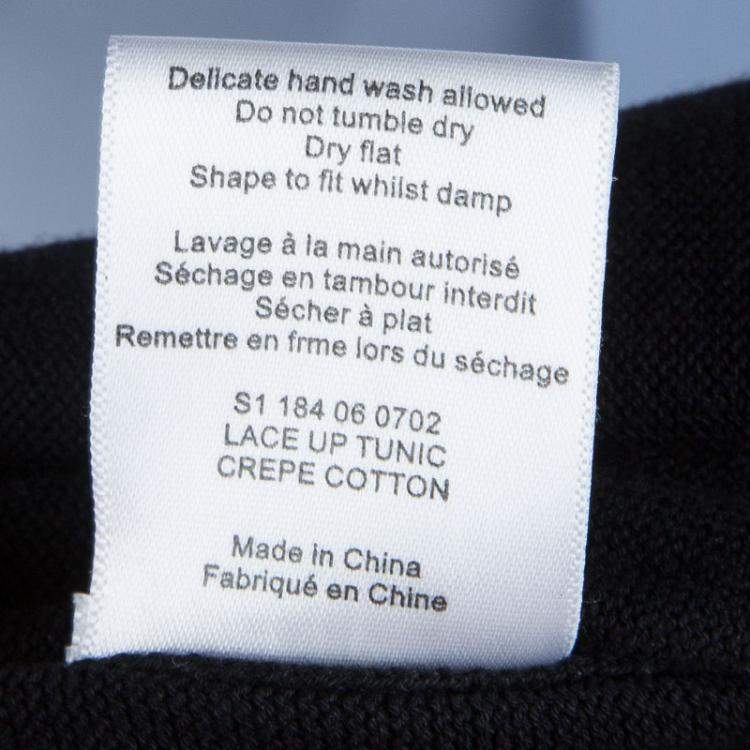 Delicate hand wash allowed
Do not tumble dry
Dry flat
Shape to fit whilst damp
Lavage à la main autorisé
Séchage en tambour interdit
Sécher à plat
Remettre en frme lors du séchage
S1 184 06 0702
LACE UP TUNIC
CREPE COTTON
Made in China
Fabriqué en Chine